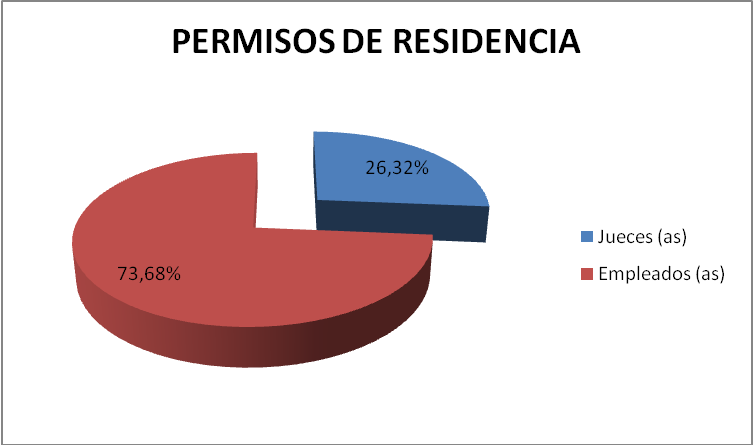 PERMISOS DE RESIDENCIA
26,32%
73,68%
Jueces (as)
Empleados (as)